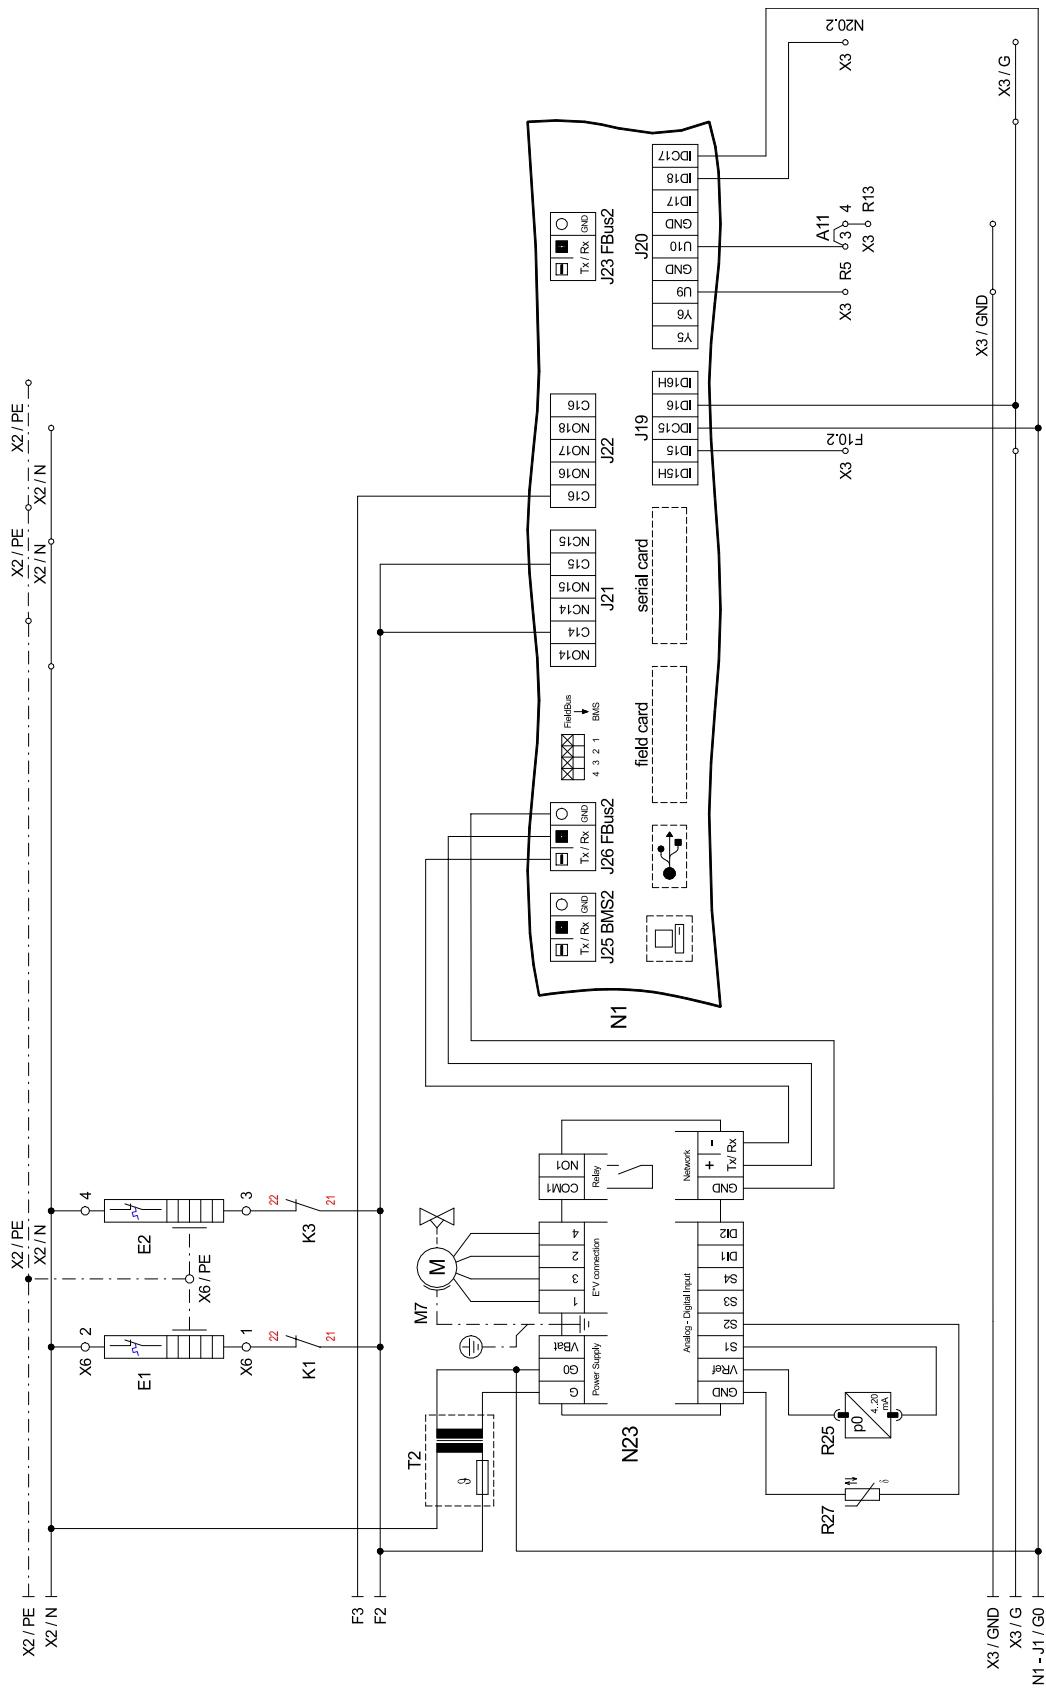 X2 / PE
X2 / PE
X2 / PE
X2 / PE
X2 / N
X2 / N
X2 / N
X2 / N
X6
2
4
E1
E2
X6 / PE
X6
1
3
22
22
21
21
K1
K3
F3
F2
T2
ϑ
M7
M
G
G0
VBat
Power Supply
1
3
2
4
E*V connection
COM1
NO1
Relay
N23
Analog - Digital Input
Network
GND
VRef
S1
S2
S3
S4
DI1
DI2
GND
+
-
Tx/ Rx
R27
ϑ
R25
p0
4..20
mA
N1
GND
Tx / Rx
J25 BMS2
GND
Tx / Rx
J26 FBus2
4 3 2 1
FieldBus
BMS
NO14
C14
NC14
NO15
C15
NC15
J21
C16
NO16
NO17
NO18
C16
J22
GND
Tx / Rx
J23 FBus2
field card
serial card
J19
ID15H
ID15
IDC15
ID16
ID16H
J20
Y5
Y6
U9
GND
U10
GND
ID17
ID18
IDC17
X3
F10.2
X3
R5
A11
3
4
X3
R13
X3
N20.2
X3 / GND
X3 / G
X3 / GND
X3 / G
N1 - J1 / G0